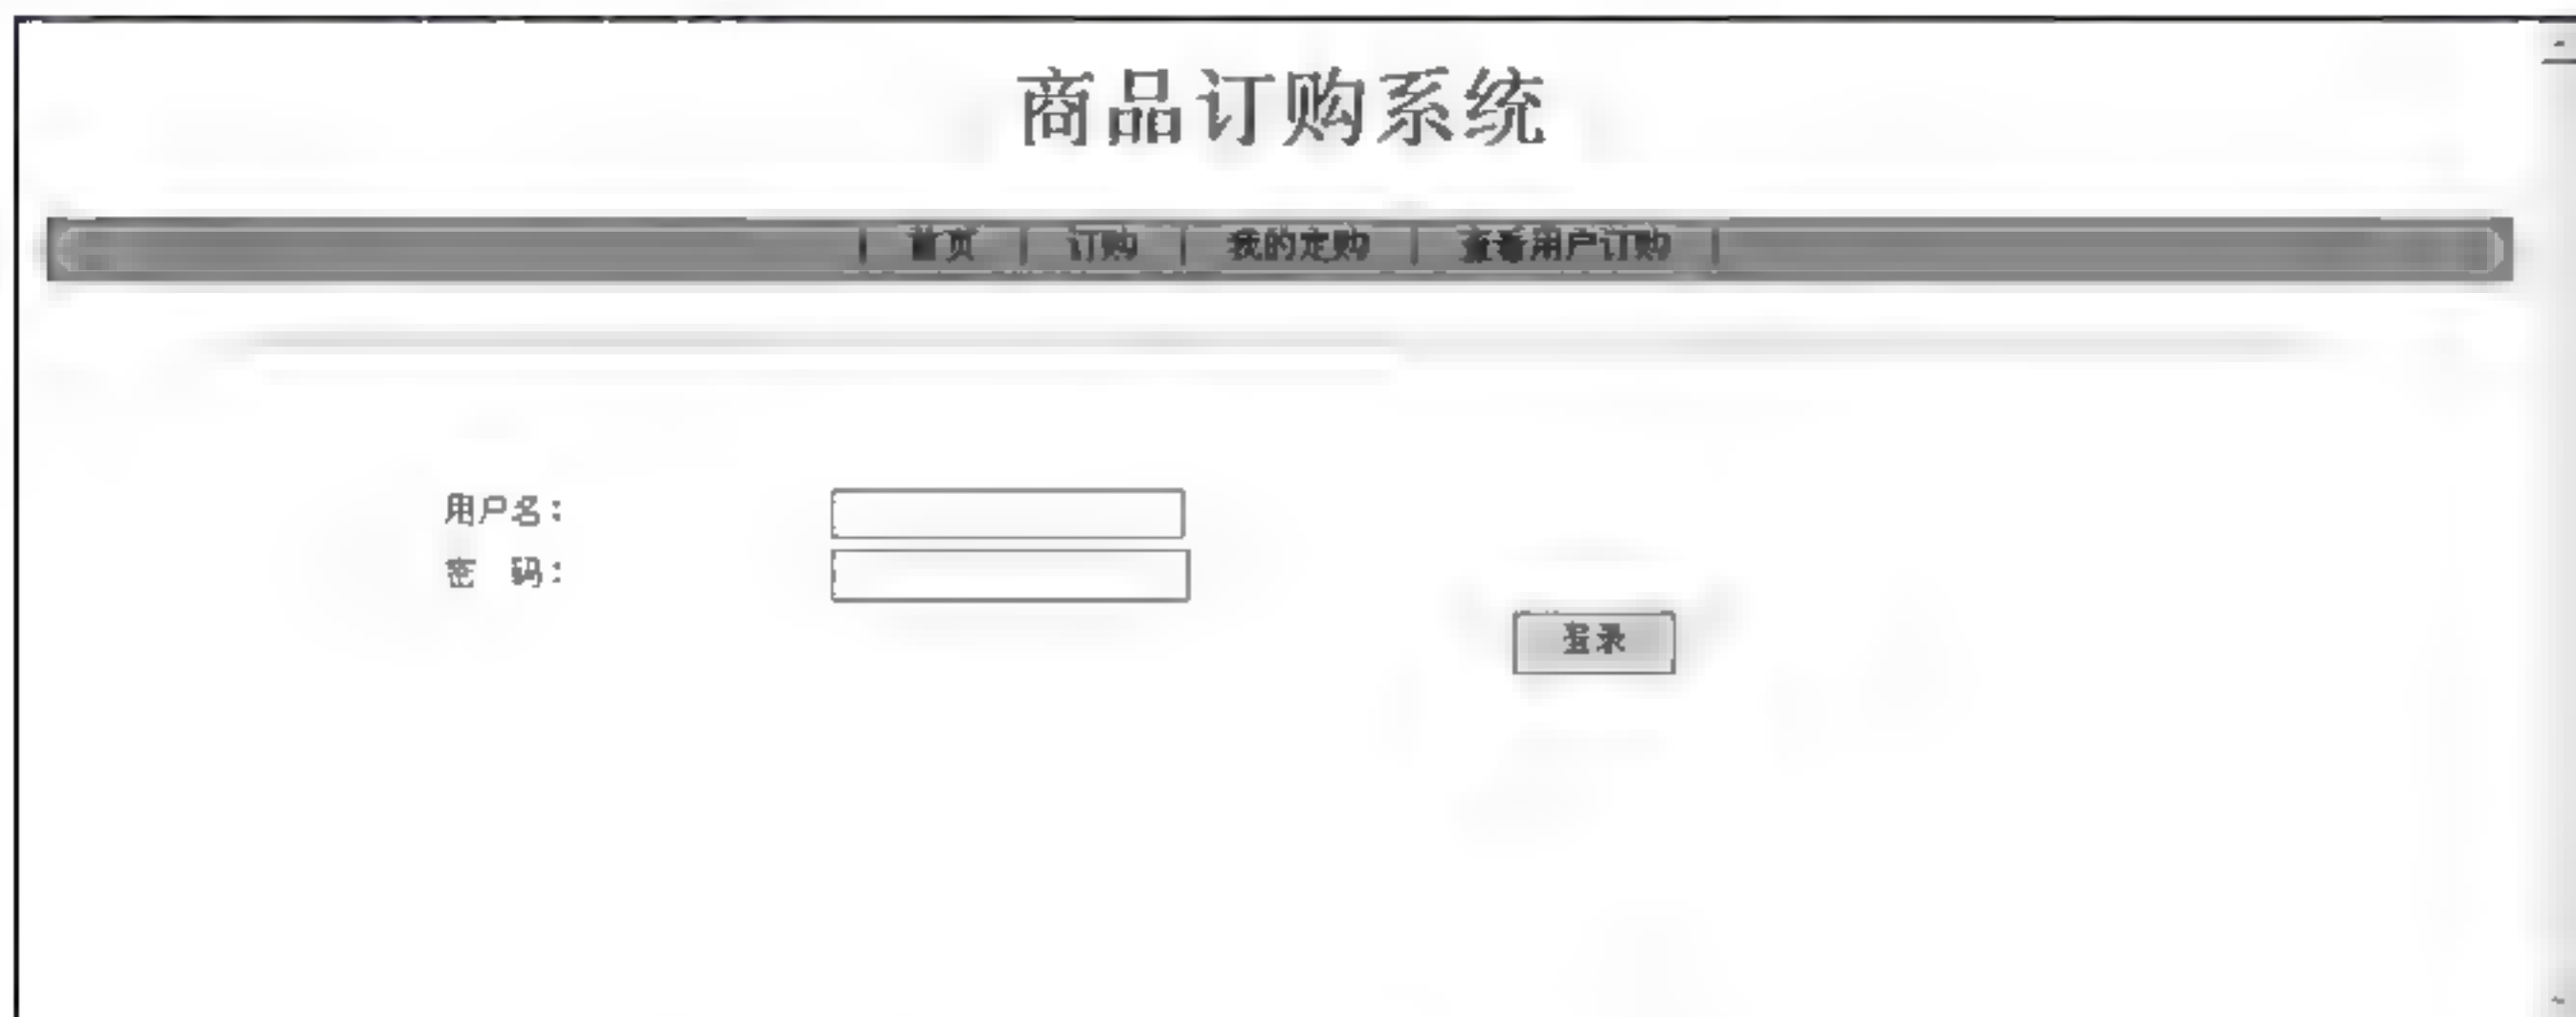 商品订购系统
| 首页 | 订购 | 我的定购 | 查看用户订购 |
用户名：
密 码：
登录